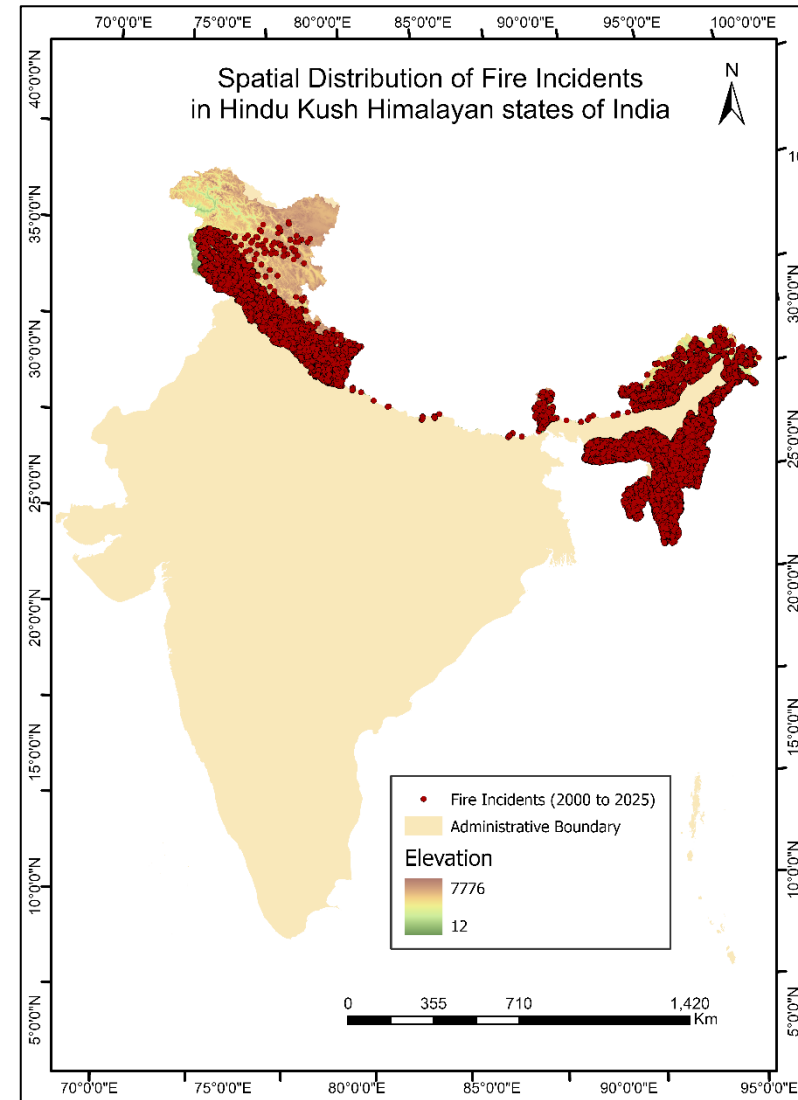 70°0'0"E 75°0'0"E 80°0'0"E 85°0'0"E 90°0'0"E 95°0'0"E 100°0'0"E
Spatial Distribution of Fire Incidents
in Hindu Kush Himalayan states of India
N
40°0'0"N
35°0'0"N
30°0'0"N
25°0'0"N
20°0'0"N
15°0'0"N
10°0'0"N
5°0'0"N
10
30°0'0"N
25°0'0"N
20°0'0"N
15°0'0"N
10°0'0"N
5°0'0"N
Fire Incidents (2000 to 2025)
Administrative Boundary
Elevation
7776
12
0 355 710 1,420
Km
70°0'0"E 75°0'0"E 80°0'0"E 85°0'0"E 90°0'0"E 95°0'0"E